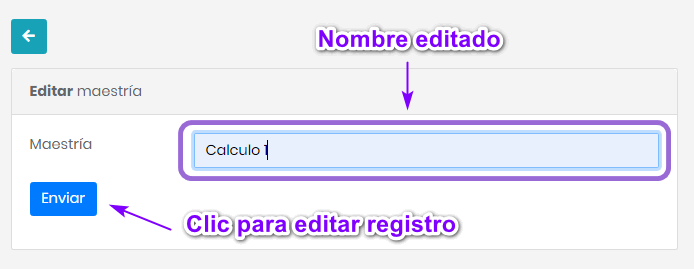 Nombre editado
Editar maestría
Maestría
Calculo 1
Enviar
Clic para editar registro